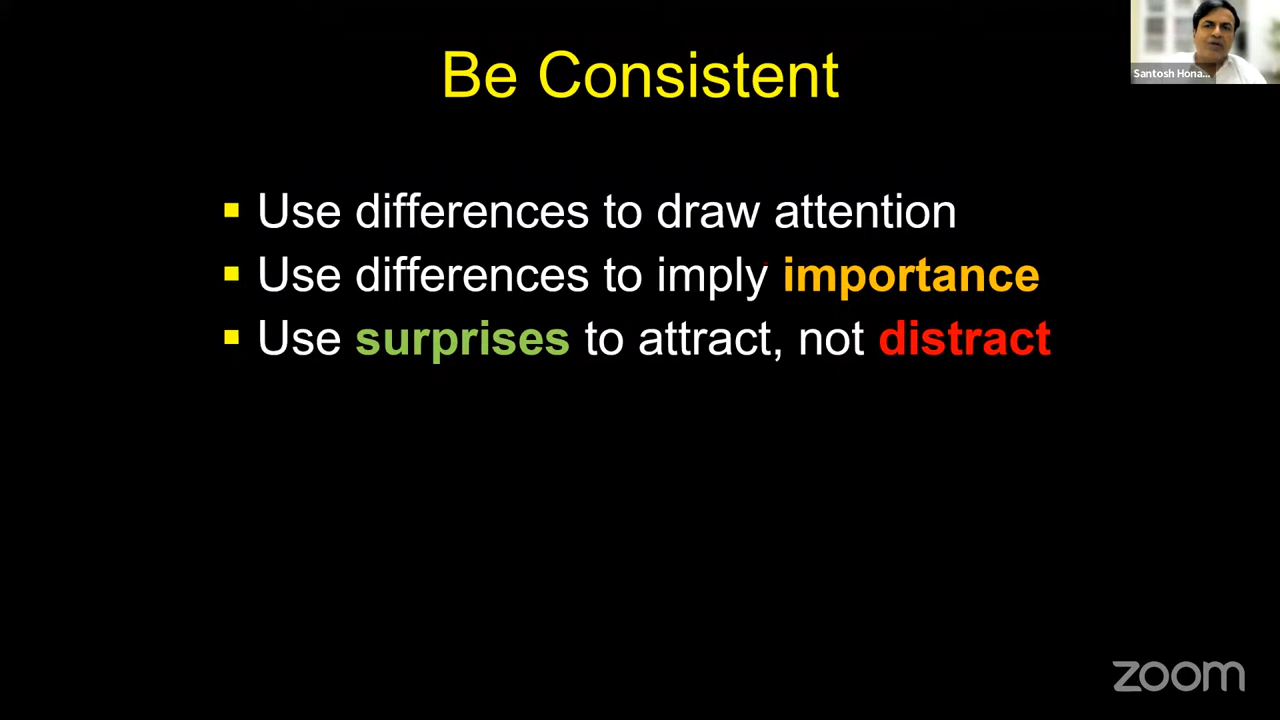 Be Consistent
Santosh Hona...
▪ Use differences to draw attention
▪ Use differences to imply importance
▪ Use surprises to attract, not distract
zoom